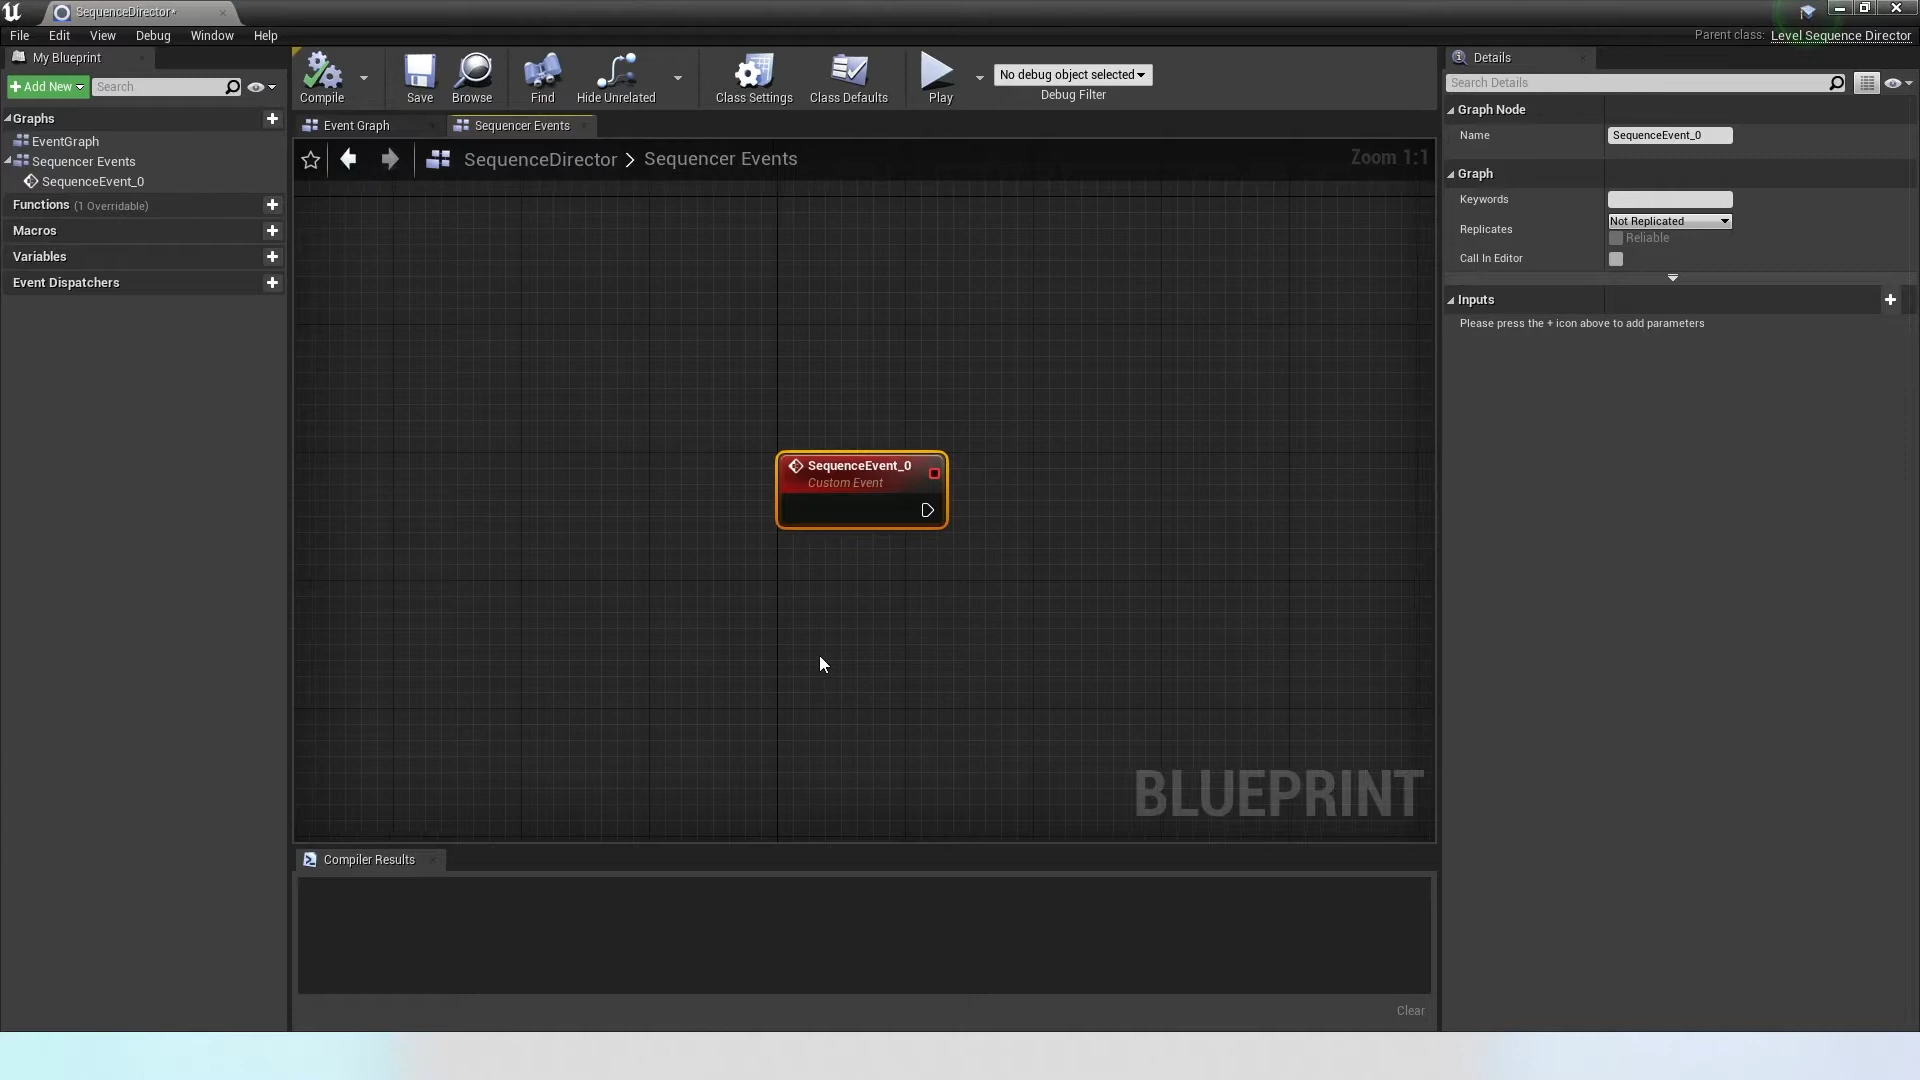 SequenceDirector*
File Edit View Debug Window Help
Parent class: Level Sequence Director
My Blueprint
Add New Search
Graphs
EventGraph
Sequencer Events
SequenceEvent_0
Functions (1 Overridable)
Macros
Variables
Event Dispatchers
Compile Save Browse Find Hide Unrelated Class Settings Class Defaults Play
No debug object selected
Debug Filter
Event Graph Sequencer Events
SequenceDirector > Sequencer Events
Zoom 1:1
SequenceEvent_0
Custom Event
BLUEPRINT
Compiler Results
Clear
Details
Search Details
Graph Node
Name SequenceEvent_0
Graph
Keywords
Replicates Not Replicated
Reliable
Call In Editor
Inputs
Please press the + icon above to add parameters